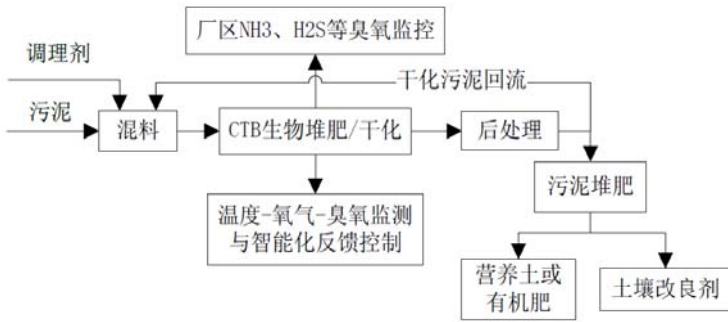 厂区NH3、H2S等臭氧监控
调理剂
干化污泥回流
污泥
混料
CTB生物堆肥/干化
后处理
污泥堆肥
温度-氧气-臭氧监测
与智能化反馈控制
营养土或
有机肥
土壤改良剂